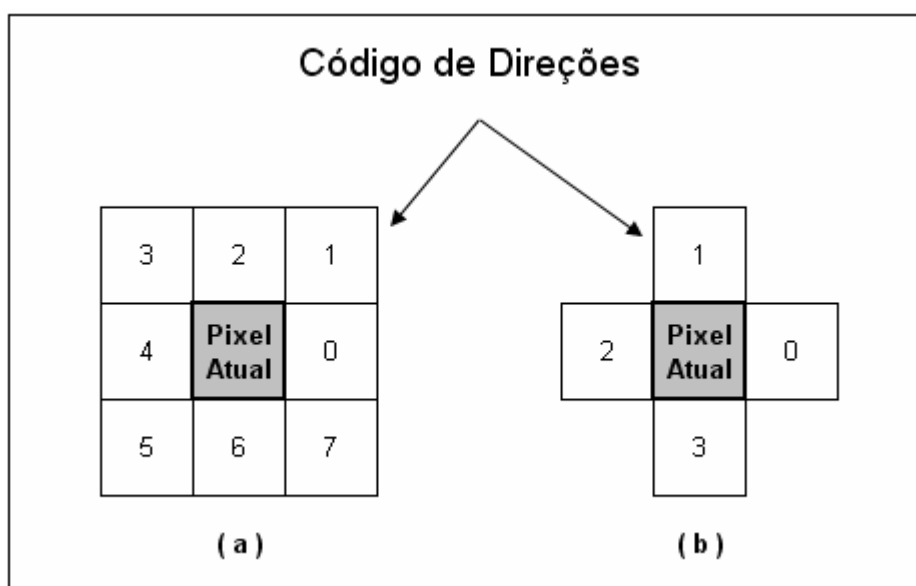 Código de Direções
3 2 1
4 Pixel Atual 0
5 6 7
( a )
1
2 Pixel Atual 0
3
( b )